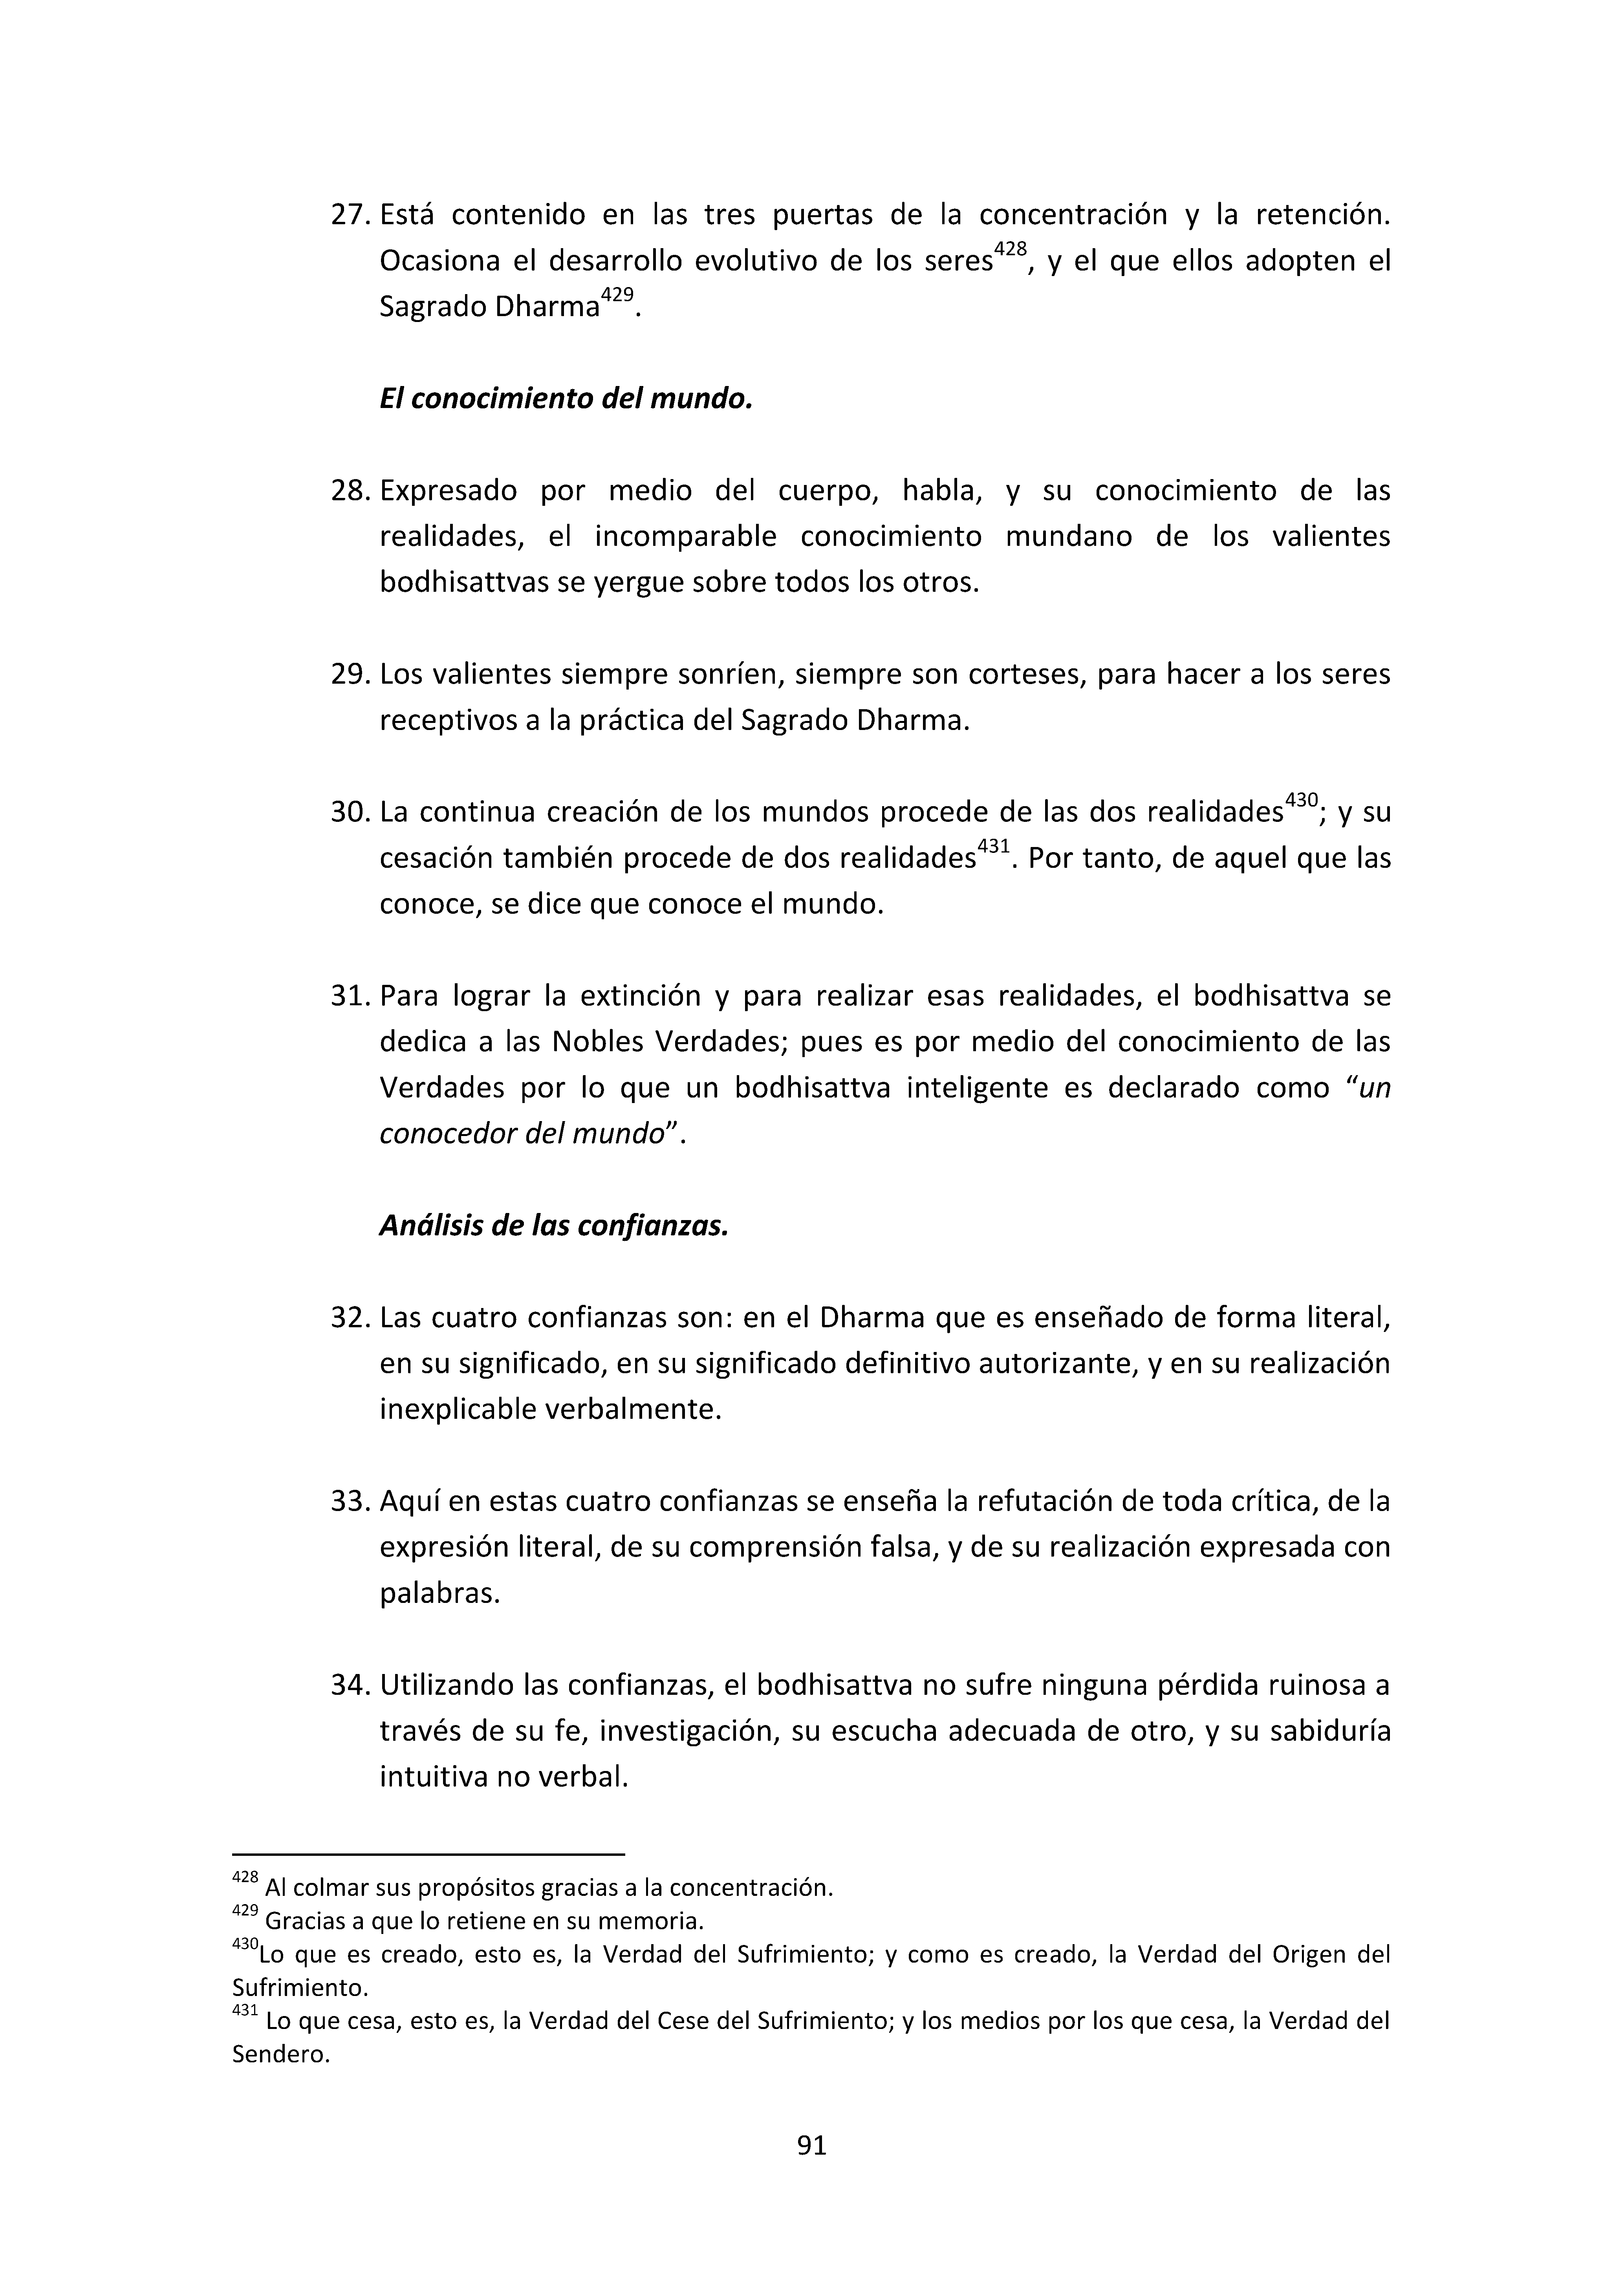 27. Está contenido en las tres puertas de la concentración y la retención.
Ocasiona el desarrollo evolutivo de los seres428, y el que ellos adopten el
Sagrado Dharma429.
El conocimiento del mundo.
28. Expresado por medio del cuerpo, habla, y su conocimiento de las
realidades, el incomparable conocimiento mundano de los valientes
bodhisattvas se yergue sobre todos los otros.
29. Los valientes siempre sonríen, siempre son corteses, para hacer a los seres
receptivos a la práctica del Sagrado Dharma.
30. La continua creación de los mundos procede de las dos realidades430; y su
cesación también procede de dos realidades431. Por tanto, de aquel que las
conoce, se dice que conoce el mundo.
31. Para lograr la extinción y para realizar esas realidades, el bodhisattva se
dedica a las Nobles Verdades; pues es por medio del conocimiento de las
Verdades por lo que un bodhisattva inteligente es declarado como “un
conocedor del mundo”.
Análisis de las confianzas.
32. Las cuatro confianzas son: en el Dharma que es enseñado de forma literal,
en su significado, en su significado definitivo autorizante, y en su realización
inexplicable verbalmente.
33. Aquí en estas cuatro confianzas se enseña la refutación de toda crítica, de la
expresión literal, de su comprensión falsa, y de su realización expresada con
palabras.
34. Utilizando las confianzas, el bodhisattva no sufre ninguna pérdida ruinosa a
través de su fe, investigación, su escucha adecuada de otro, y su sabiduría
intuitiva no verbal.
428 Al colmar sus propósitos gracias a la concentración.
429 Gracias a que lo retiene en su memoria.
430Lo que es creado, esto es, la Verdad del Sufrimiento; y como es creado, la Verdad del Origen del
Sufrimiento.
431 Lo que cesa, esto es, la Verdad del Cese del Sufrimiento; y los medios por los que cesa, la Verdad del
Sendero.
91